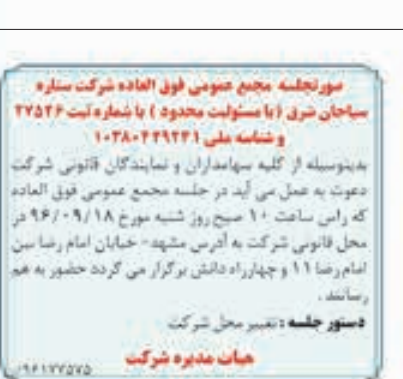 صورتجلسه مجمع عمومی فوق العاده شرکت ستاره
سیاحان شرق (با مسئولیت محدود) با شماره ثبت ۲۷۵۲۶
و شناسه ملی ۱۰۳۸۰۴۳۹۲۳۱
بدینوسیله از کلیه سهامداران و نمایندگان قانونی شرکت
دعوت به عمل می آید در جلسه مجمع عمومی فوق العاده
که راس ساعت ۱۰ صبح روز شنبه مورخ ۹۶/۰۹/۱۸ در
محل قانونی شرکت به آدرس مشهد- خیابان امام رضا بین
امام رضا ۱۱ و چهارراه دانش برگزار می گردد حضور به هم
رسانند.
دستور جلسه: تغییر محل شرکت
هیات مدیره شرکت
/۹۶۱۷۷۵۷۵